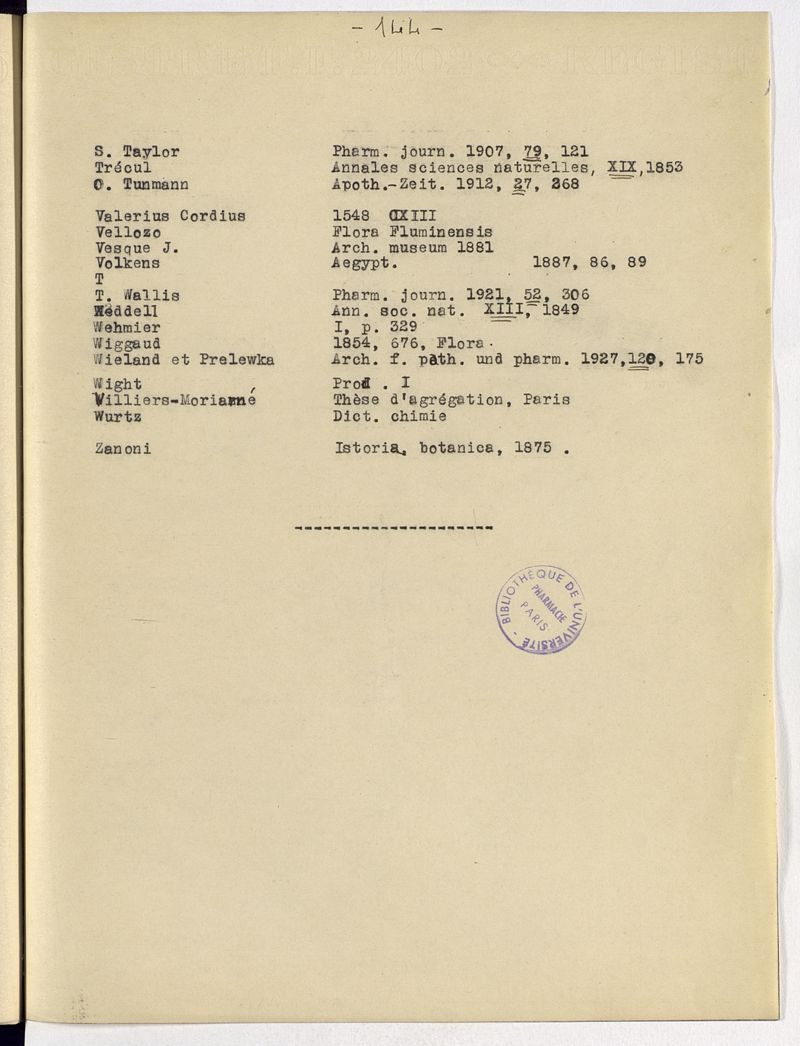 - 144 -
S. Taylor Pharm. journ. 1907, 79, 121
Trécul Annales sciences naturelles, XIX,1853
O. Tunmann Apoth.-Zeit. 1912, 27, 268
Valerius Cordius 1548 CXIII
Vellozo Flora Fluminensis
Vesque J. Arch. museum 1881
Volkens Aegypt. 1887, 86, 89
T
T. Wallis Pharm. journ. 1921, 52, 306
Weddell Ann. soc. nat. XIII, 1849
Wehmier I, p. 329
Wiggaud 1854, 676, Flora.
Wieland et Prelewka Arch. f. path. und pharm. 1927,120, 175
Wight Prod . I
Villiers-Moriamé Thèse d'agrégation, Paris
Wurtz Dict. chimie
Zanoni Istoria, botanica, 1875 .
BIBLIOTHÈQUE DE L'UNIVERSITÉ -
PHARMACIE
PARIS